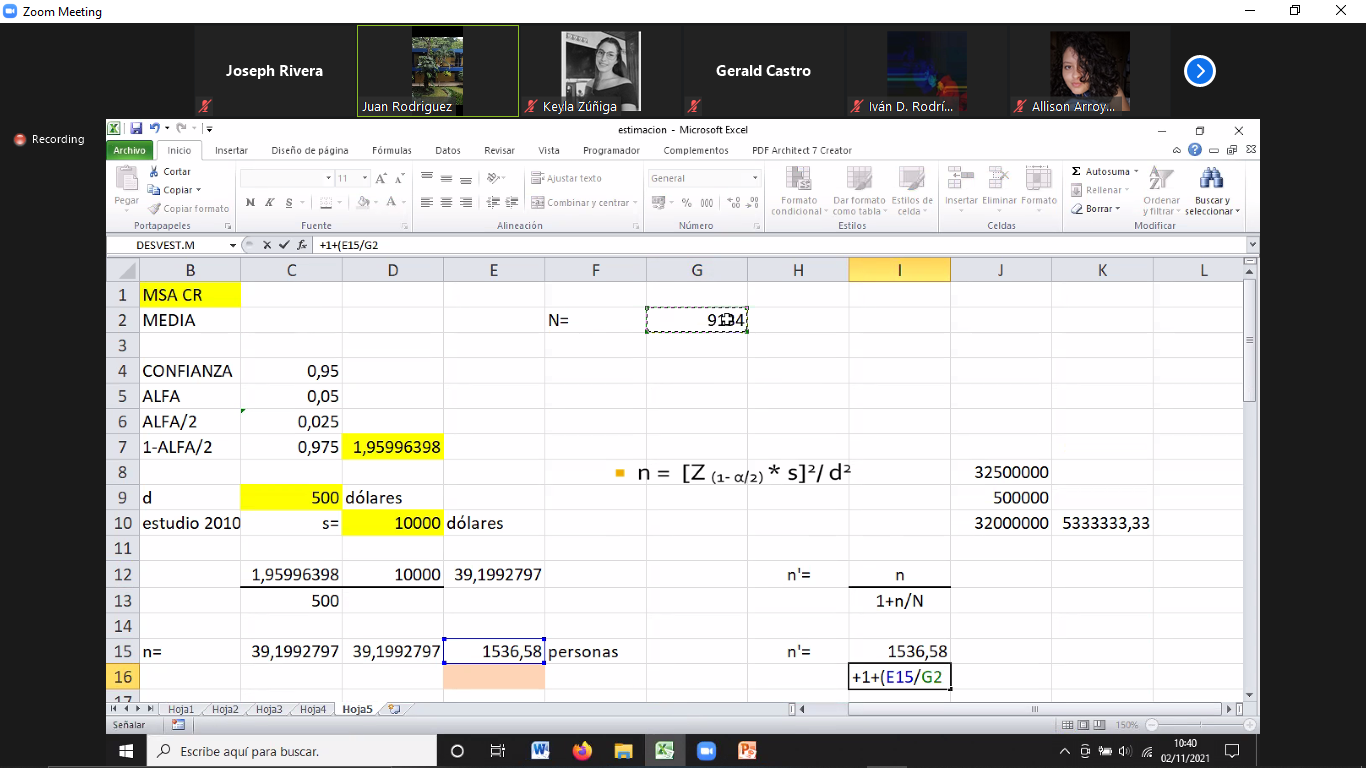 Zoom Meeting
Joseph Rivera
Juan Rodriguez
Keyla Zúñiga
Gerald Castro
Iván D. Rodrí...
Allison Arroy...
Recording
estimacion - Microsoft Excel
Archivo Inicio Insertar Diseño de página Fórmulas Datos Revisar Vista Programador Complementos PDF Architect 7 Creator
Pegar
Cortar
Copiar
Copiar formato
Portapapeles
11
N K S
Fuente
Ajustar texto
Combinar y centrar
Alineación
General
% 000
Número
Formato condicional
Dar formato como tabla
Estilos de celda
Estilos
Insertar Eliminar Formato
Celdas
Σ Autosuma
Rellenar
Borrar
Ordenar y filtrar
Buscar y seleccionar
Modificar
DESVEST.M fx +1+(E15/G2
B C D E F G H I J K L
1 MSA CR
2 MEDIA N= 9134
3
4 CONFIANZA 0,95
5 ALFA 0,05
6 ALFA/2 0,025
7 1-ALFA/2 0,975 1,95996398
8 n = [Z (1- α/2) * s]²/ d² 32500000
9 d 500 dólares 500000
10 estudio 2010 s= 10000 dólares 32000000 5333333,33
11
12 1,95996398 10000 39,1992797 n'= n
13 500 1+n/N
14
15 n= 39,1992797 39,1992797 1536,58 personas n'= 1536,58
16 +1+(E15/G2
17
Hoja1 Hoja2 Hoja3 Hoja4 Hoja5
Señalar 150%
Escribe aquí para buscar.
10:40
02/11/2021